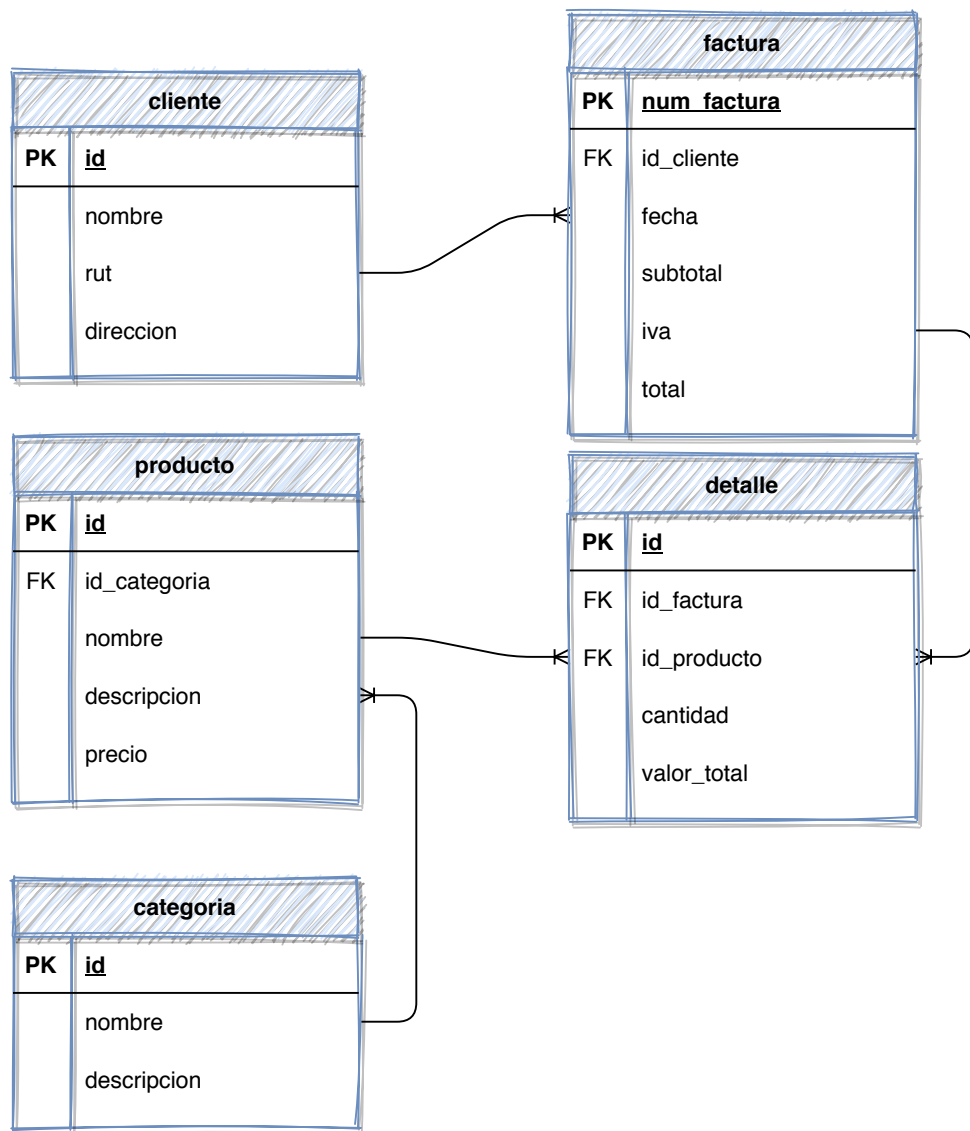 cliente
PK id
nombre
rut
direccion
factura
PK num_factura
FK id_cliente
fecha
subtotal
iva
total
producto
PK id
FK id_categoria
nombre
descripcion
precio
detalle
PK id
FK id_factura
FK id_producto
cantidad
valor_total
categoria
PK id
nombre
descripcion